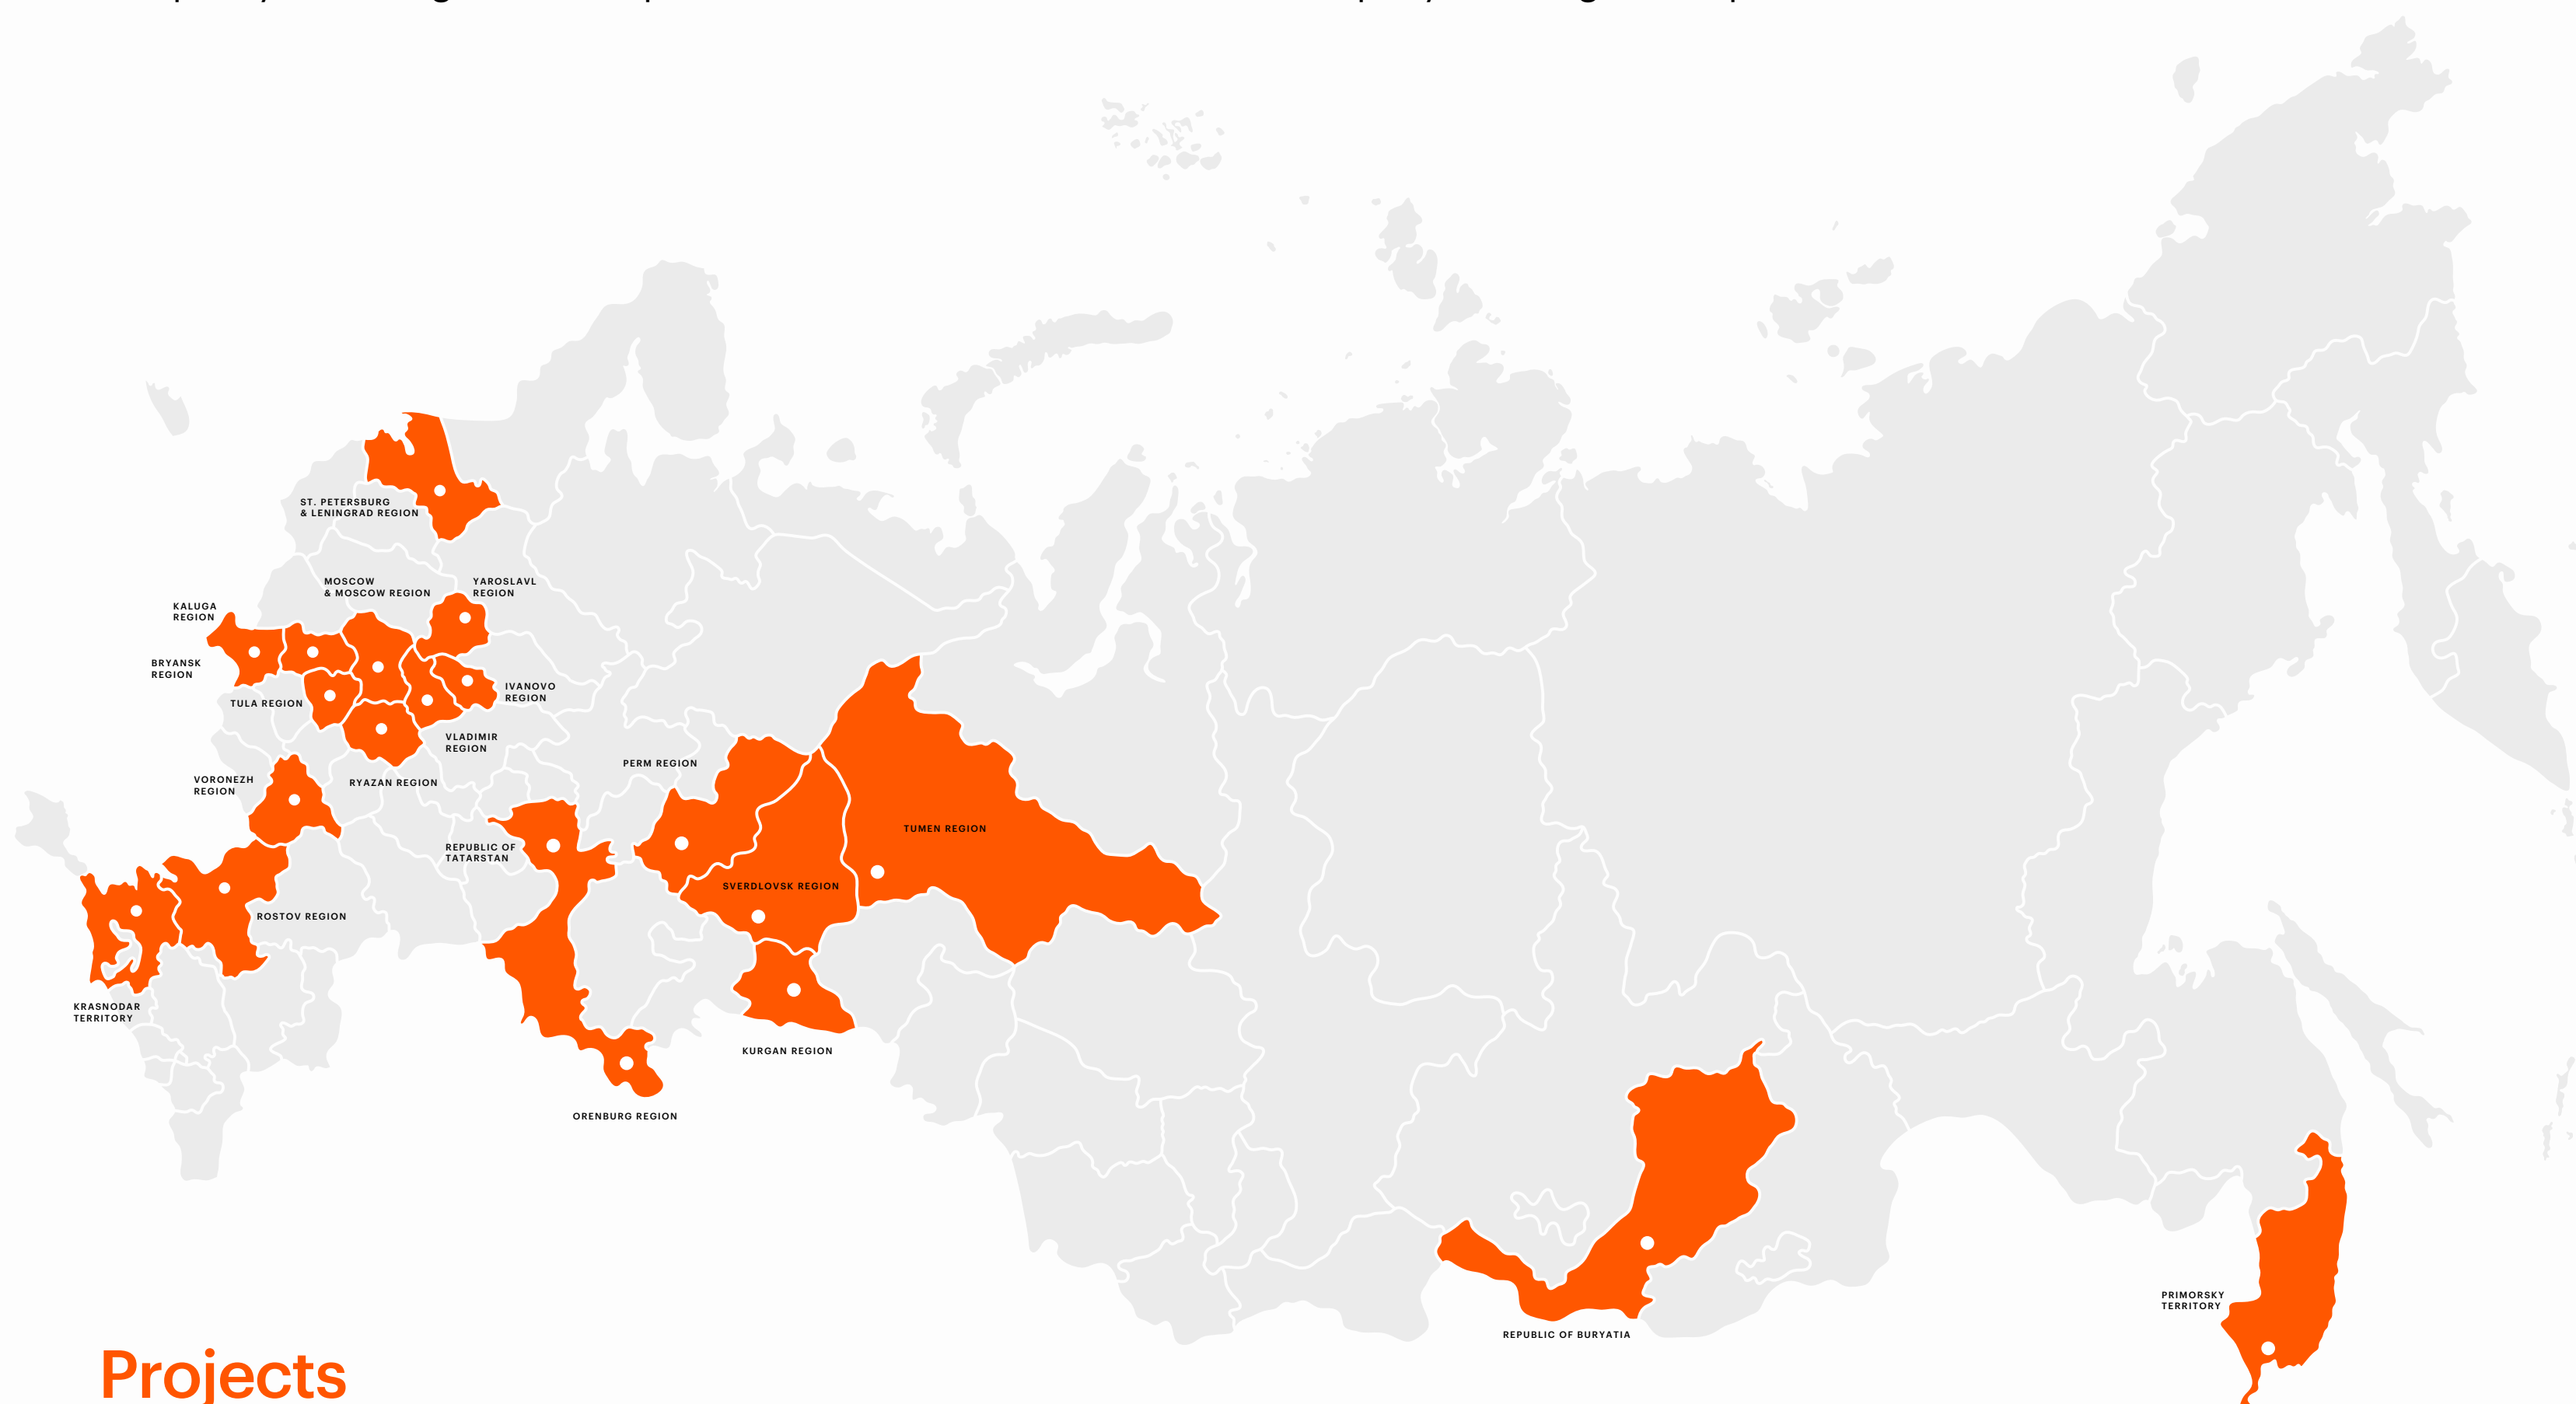 ST. PETERSBURG
& LENINGRAD REGION
MOSCOW
& MOSCOW REGION
YAROSLAVL
REGION
KALUGA
REGION
BRYANSK
REGION
IVANOVO
REGION
TULA REGION
VLADIMIR
REGION
PERM REGION
VORONEZH
REGION
RYAZAN REGION
TUMEN REGION
REPUBLIC OF
TATARSTAN
SVERDLOVSK REGION
ROSTOV REGION
KRASNODAR
TERRITORY
KURGAN REGION
ORENBURG REGION
PRIMORSKY
TERRITORY
REPUBLIC OF BURYATIA
Projects